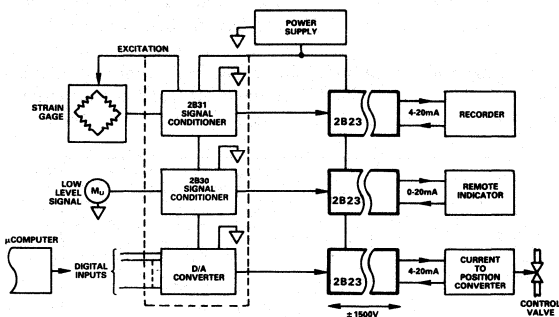 POWER
SUPPLY
EXCITATION
STRAIN
GAGE
2B31
SIGNAL
CONDITIONER
2B23
4-20mA
RECORDER
LOW
LEVEL
SIGNAL
Mu
2B30
SIGNAL
CONDITIONER
2B23
0-20mA
REMOTE
INDICATOR
μCOMPUTER
DIGITAL
INPUTS
D/A
CONVERTER
2B23
4-20mA
CURRENT
TO
POSITION
CONVERTER
CONTROL
VALVE
±1500V